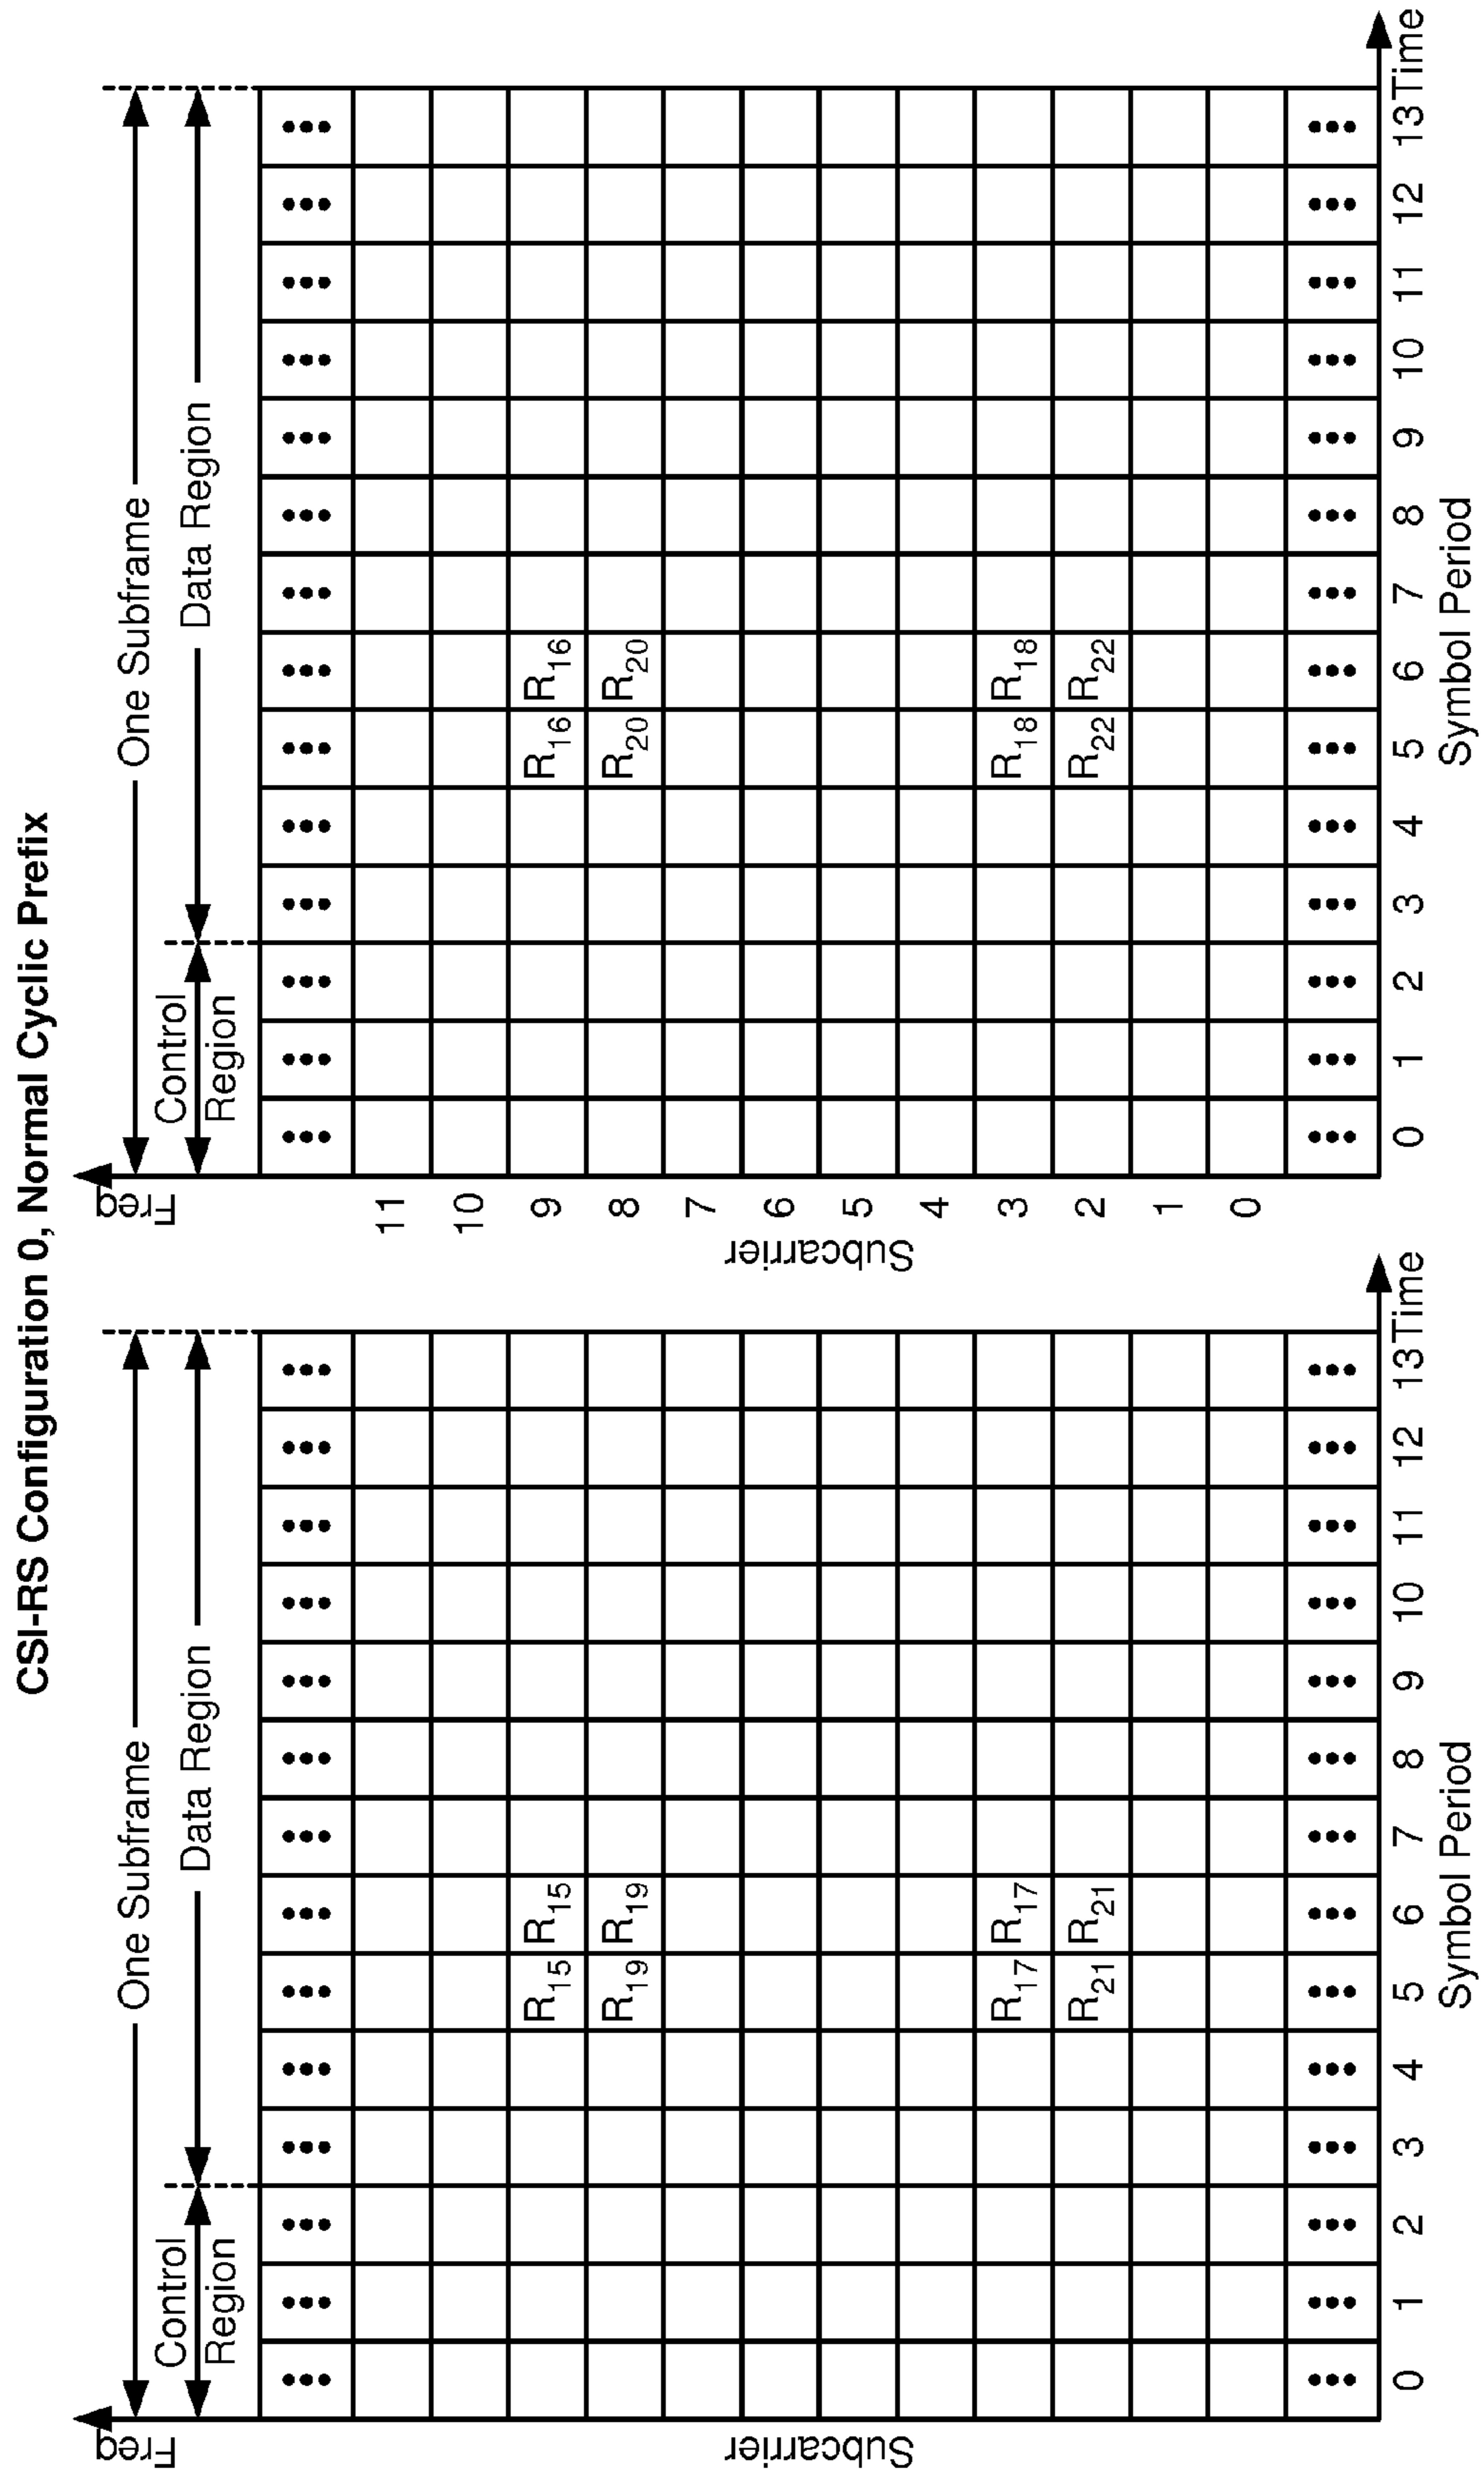 CSI-RS Configuration 0, Normal Cyclic Prefix
Freq
One Subframe
Control
Region
Data Region
Subcarrier
R15 R15
R19 R19
R17 R17
R21 R21
0 1 2 3 4 5 6 7 8 9 10 11 12 13 Time
Symbol Period
Freq
One Subframe
Control
Region
Data Region
Subcarrier
11
10
9 R16 R16
8 R20 R20
7
6
5
4
3 R18 R18
2 R22 R22
1
0
0 1 2 3 4 5 6 7 8 9 10 11 12 13 Time
Symbol Period